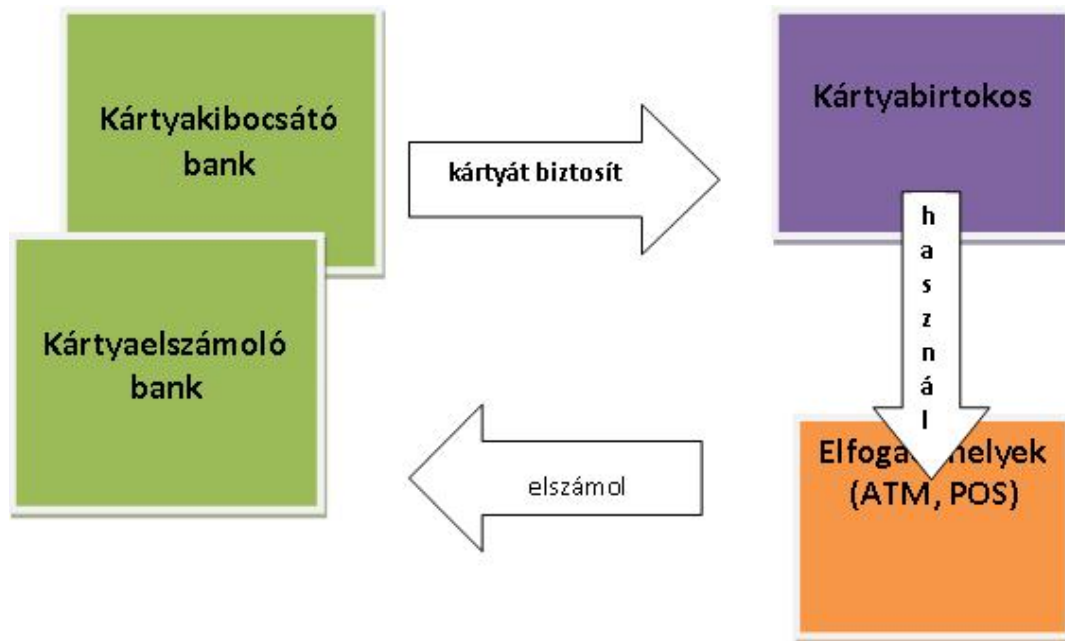 Kártyakibocsátó
bank
Kártyaelszámoló
bank
kártyát biztosít
Kártyabirtokos
h
a
s
z
n
á
l
(ATM, POS)
elszámol